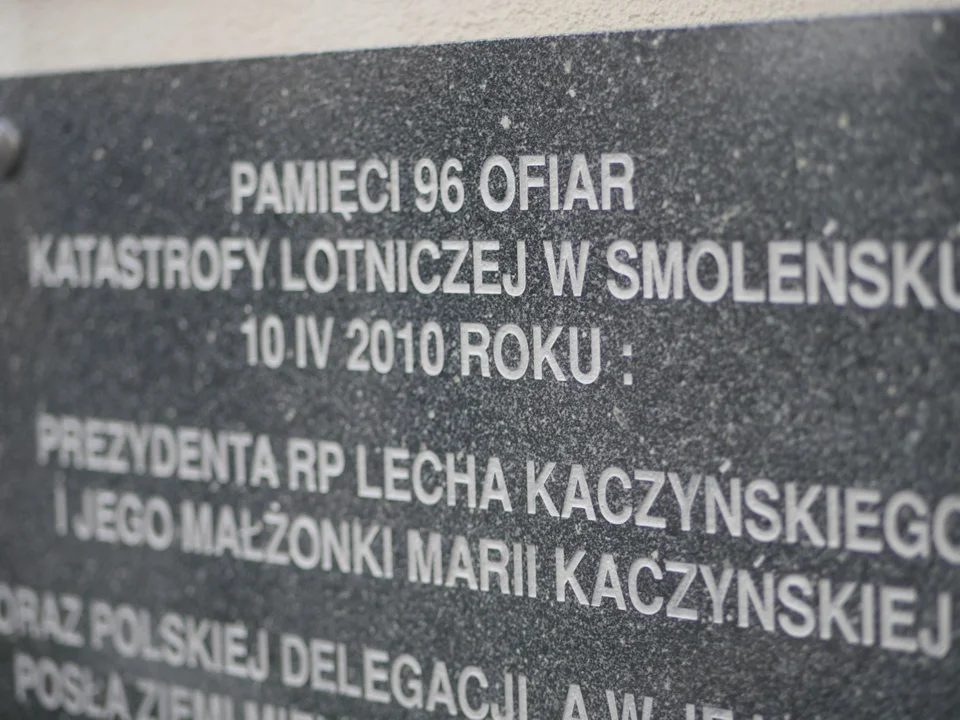 PAMIĘCI 96 OFIAR
KATASTROFY LOTNICZEJ W SMOLEŃSKU
10 IV 2010 ROKU :
PREZYDENTA RP LECHA KACZYŃSKIEGO
I JEGO MAŁŻONKI MARII KACZYŃSKIEJ
ORAZ POLSKIEJ DELEGACJI, A W
POSŁA ZIEMI